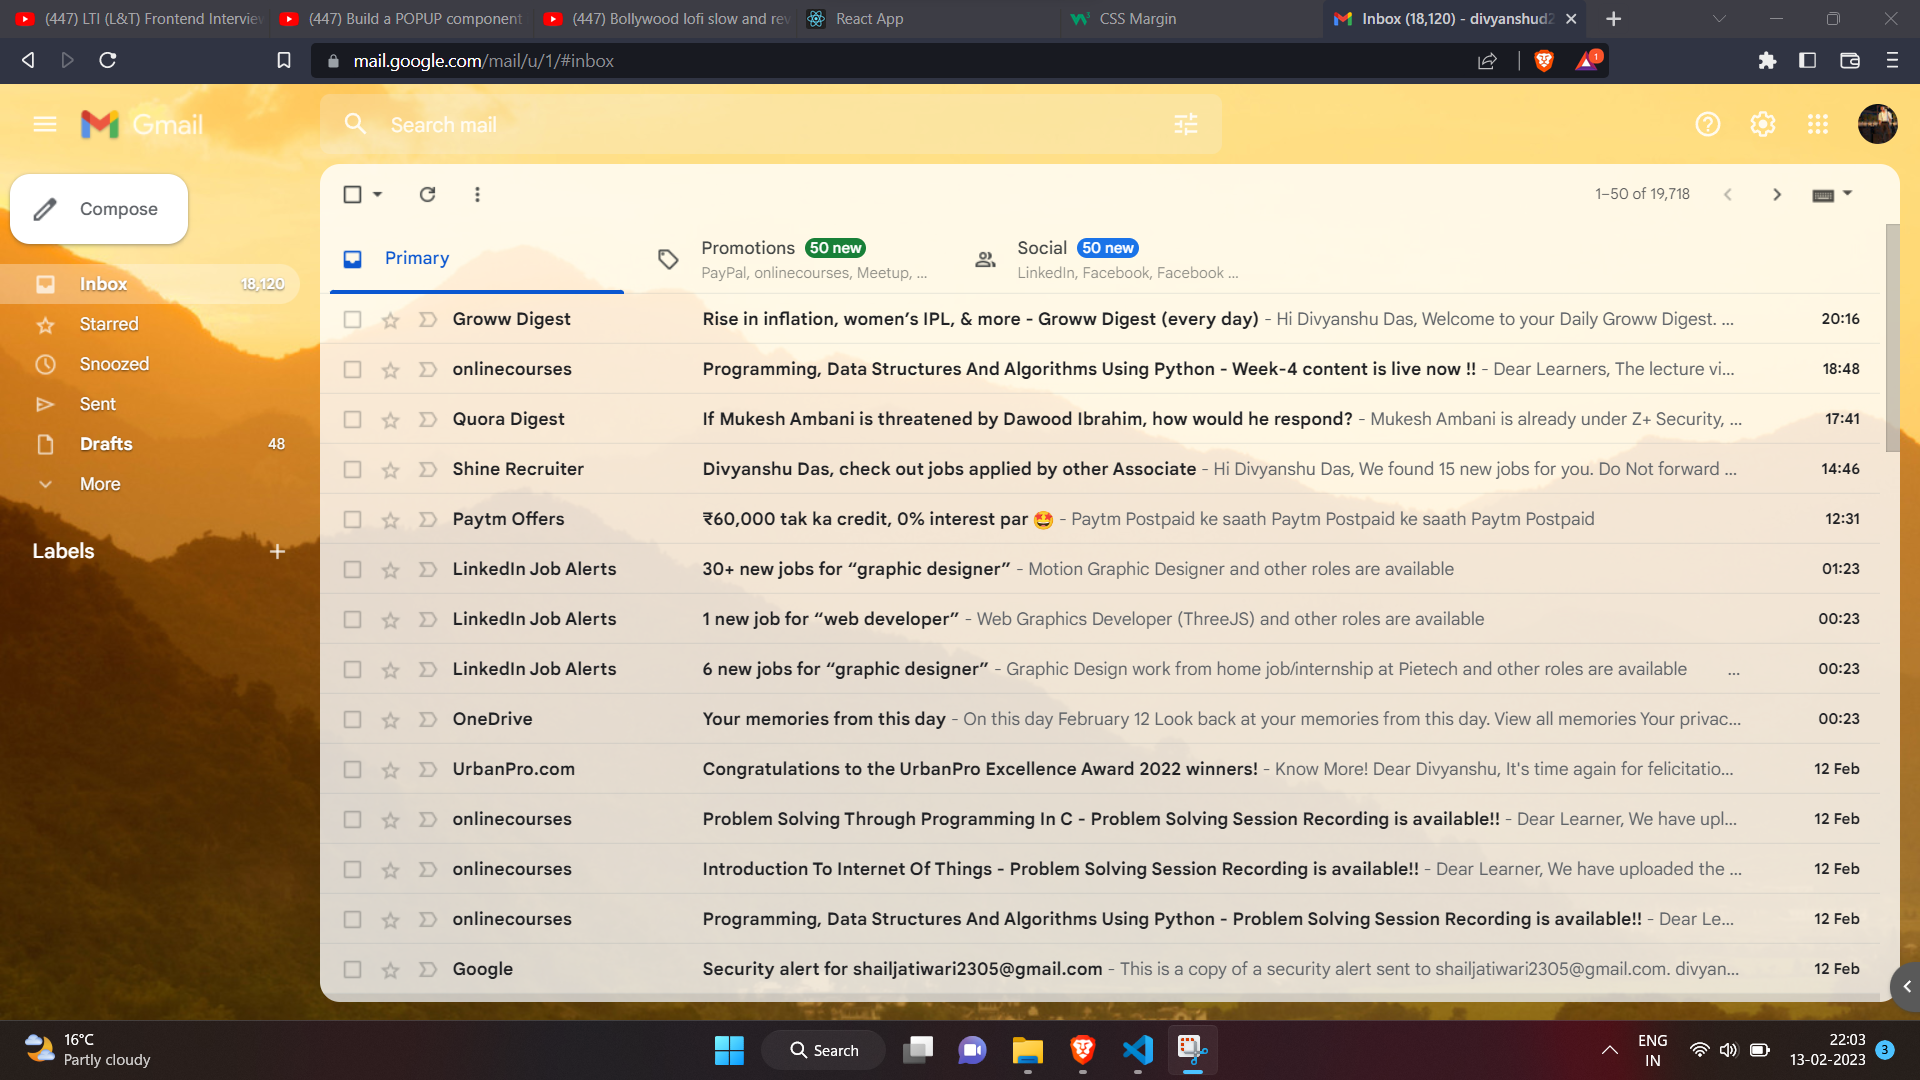 (447) LTI (L&T) Frontend Interview
(447) Build a POPUP component
(447) Bollywood lofi slow and rev
React App
CSS Margin
Inbox (18,120) - divyanshud2
mail.google.com/mail/u/1/#inbox
1
Gmail
Search mail
Compose
1–50 of 19,718
Primary
Promotions 50 new
PayPal, onlinecourses, Meetup, ...
Social 50 new
LinkedIn, Facebook, Facebook ...
Inbox 18,120
Starred
Snoozed
Sent
Drafts 48
More
Labels
Groww Digest Rise in inflation, women’s IPL, & more - Groww Digest (every day) - Hi Divyanshu Das, Welcome to your Daily Groww Digest. ... 20:16
onlinecourses Programming, Data Structures And Algorithms Using Python - Week-4 content is live now !! - Dear Learners, The lecture vi... 18:48
Quora Digest If Mukesh Ambani is threatened by Dawood Ibrahim, how would he respond? - Mukesh Ambani is already under Z+ Security, ... 17:41
Shine Recruiter Divyanshu Das, check out jobs applied by other Associate - Hi Divyanshu Das, We found 15 new jobs for you. Do Not forward ... 14:46
Paytm Offers ₹60,000 tak ka credit, 0% interest par 🤩 - Paytm Postpaid ke saath Paytm Postpaid ke saath Paytm Postpaid 12:31
LinkedIn Job Alerts 30+ new jobs for “graphic designer” - Motion Graphic Designer and other roles are available 01:23
LinkedIn Job Alerts 1 new job for “web developer” - Web Graphics Developer (ThreeJS) and other roles are available 00:23
LinkedIn Job Alerts 6 new jobs for “graphic designer” - Graphic Design work from home job/internship at Pietech and other roles are available ... 00:23
OneDrive Your memories from this day - On this day February 12 Look back at your memories from this day. View all memories Your privac... 00:23
UrbanPro.com Congratulations to the UrbanPro Excellence Award 2022 winners! - Know More! Dear Divyanshu, It's time again for felicitatio... 12 Feb
onlinecourses Problem Solving Through Programming In C - Problem Solving Session Recording is available!! - Dear Learner, We have upl... 12 Feb
onlinecourses Introduction To Internet Of Things - Problem Solving Session Recording is available!! - Dear Learner, We have uploaded the ... 12 Feb
onlinecourses Programming, Data Structures And Algorithms Using Python - Problem Solving Session Recording is available!! - Dear Le... 12 Feb
Google Security alert for shailjatiwari2305@gmail.com - This is a copy of a security alert sent to shailjatiwari2305@gmail.com. divyan... 12 Feb
16°C
Partly cloudy
Search
ENG
IN
22:03
13-02-2023
3